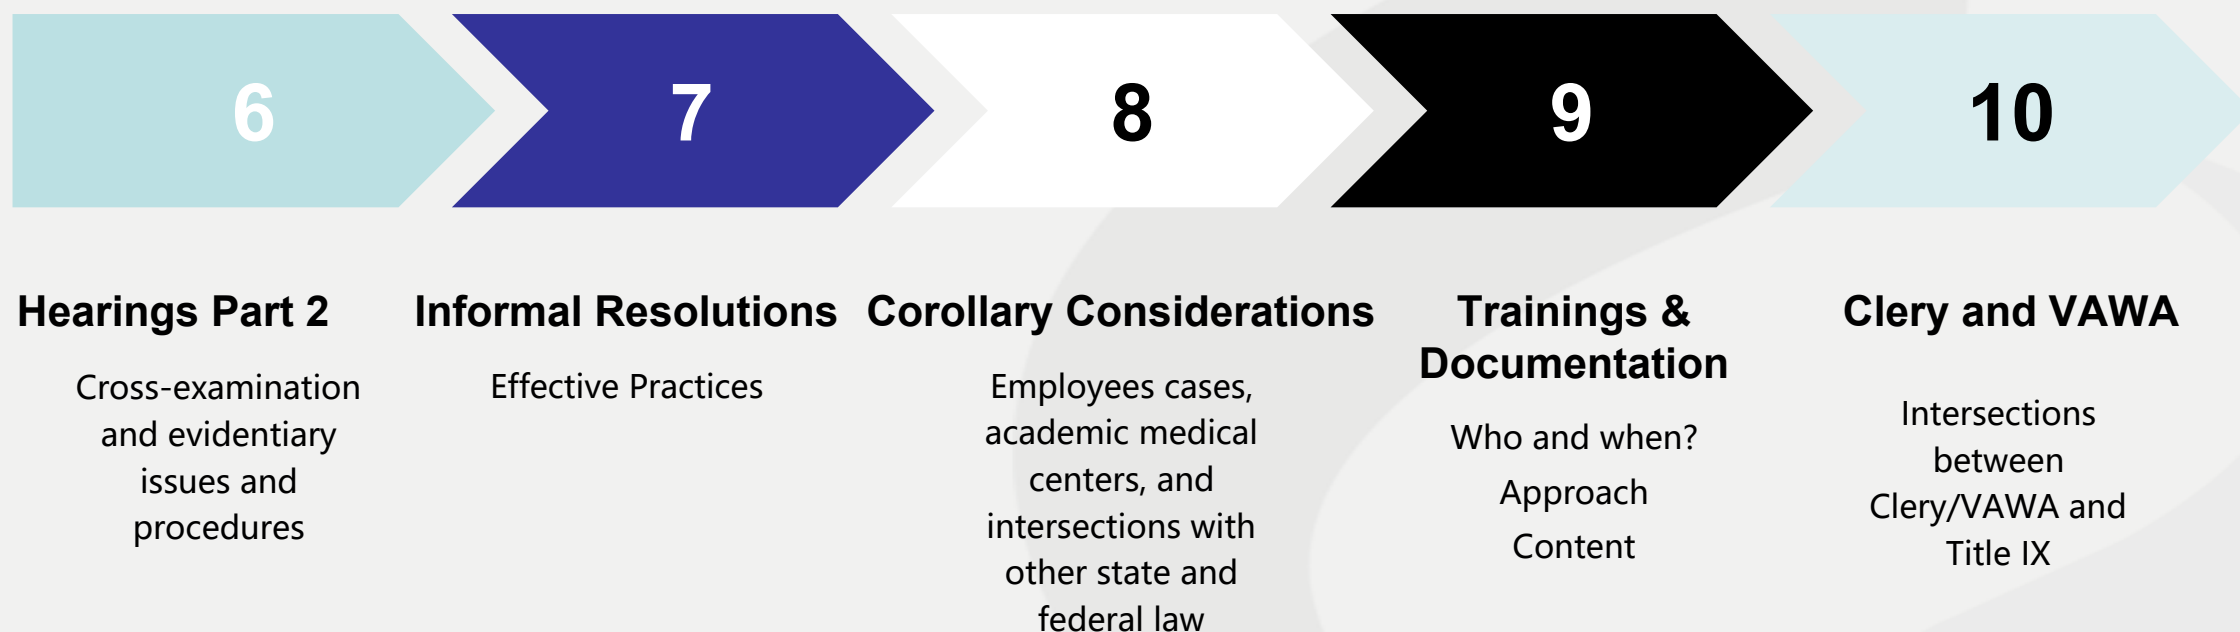 6
7
8
9
10
Hearings Part 2
Cross-examination
and evidentiary
issues and
procedures
Informal Resolutions
Effective Practices
Corollary Considerations
Employees cases,
academic medical
centers, and
intersections with
other state and
federal law
Trainings &
Documentation
Who and when?
Approach
Content
Clery and VAWA
Intersections
between
Clery/VAWA and
Title IX